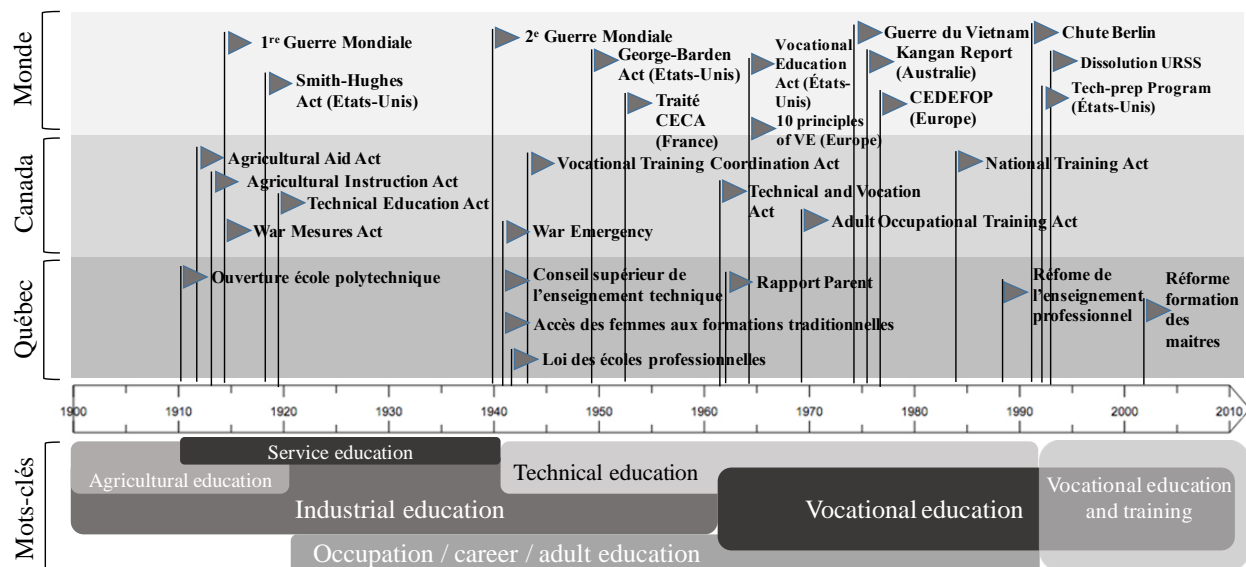 Monde
1re Guerre Mondiale
Smith-Hughes
Act (Etats-Unis)
2e Guerre Mondiale
George-Barden
Act (Etats-Unis)
Traité
CECA
(France)
Vocational
Education
Act (États-
Unis)
10 principles
of VE (Europe)
Guerre du Vietnam
Kangan Report
(Australie)
CEDEFOP
(Europe)
Chute Berlin
Dissolution URSS
Tech-prep Program
(États-Unis)
Canada
Agricultural Aid Act
Agricultural Instruction Act
Technical Education Act
War Mesures Act
Vocational Training Coordination Act
War Emergency
Technical and Vocation
Act
Adult Occupational Training Act
National Training Act
Québec
Ouverture école polytechnique
Conseil supérieur de
l’enseignement technique
Accès des femmes aux formations traditionnelles
Loi des écoles professionnelles
Rapport Parent
Réfome de
l’enseignement
professionnel
Réforme
formation
des
maitres
1900 1910 1920 1930 1940 1950 1960 1970 1980 1990 2000 2010
Mots-clés
Service education
Agricultural education
Industrial education
Technical education
Occupation / career / adult education
Vocational education
Vocational education
and training